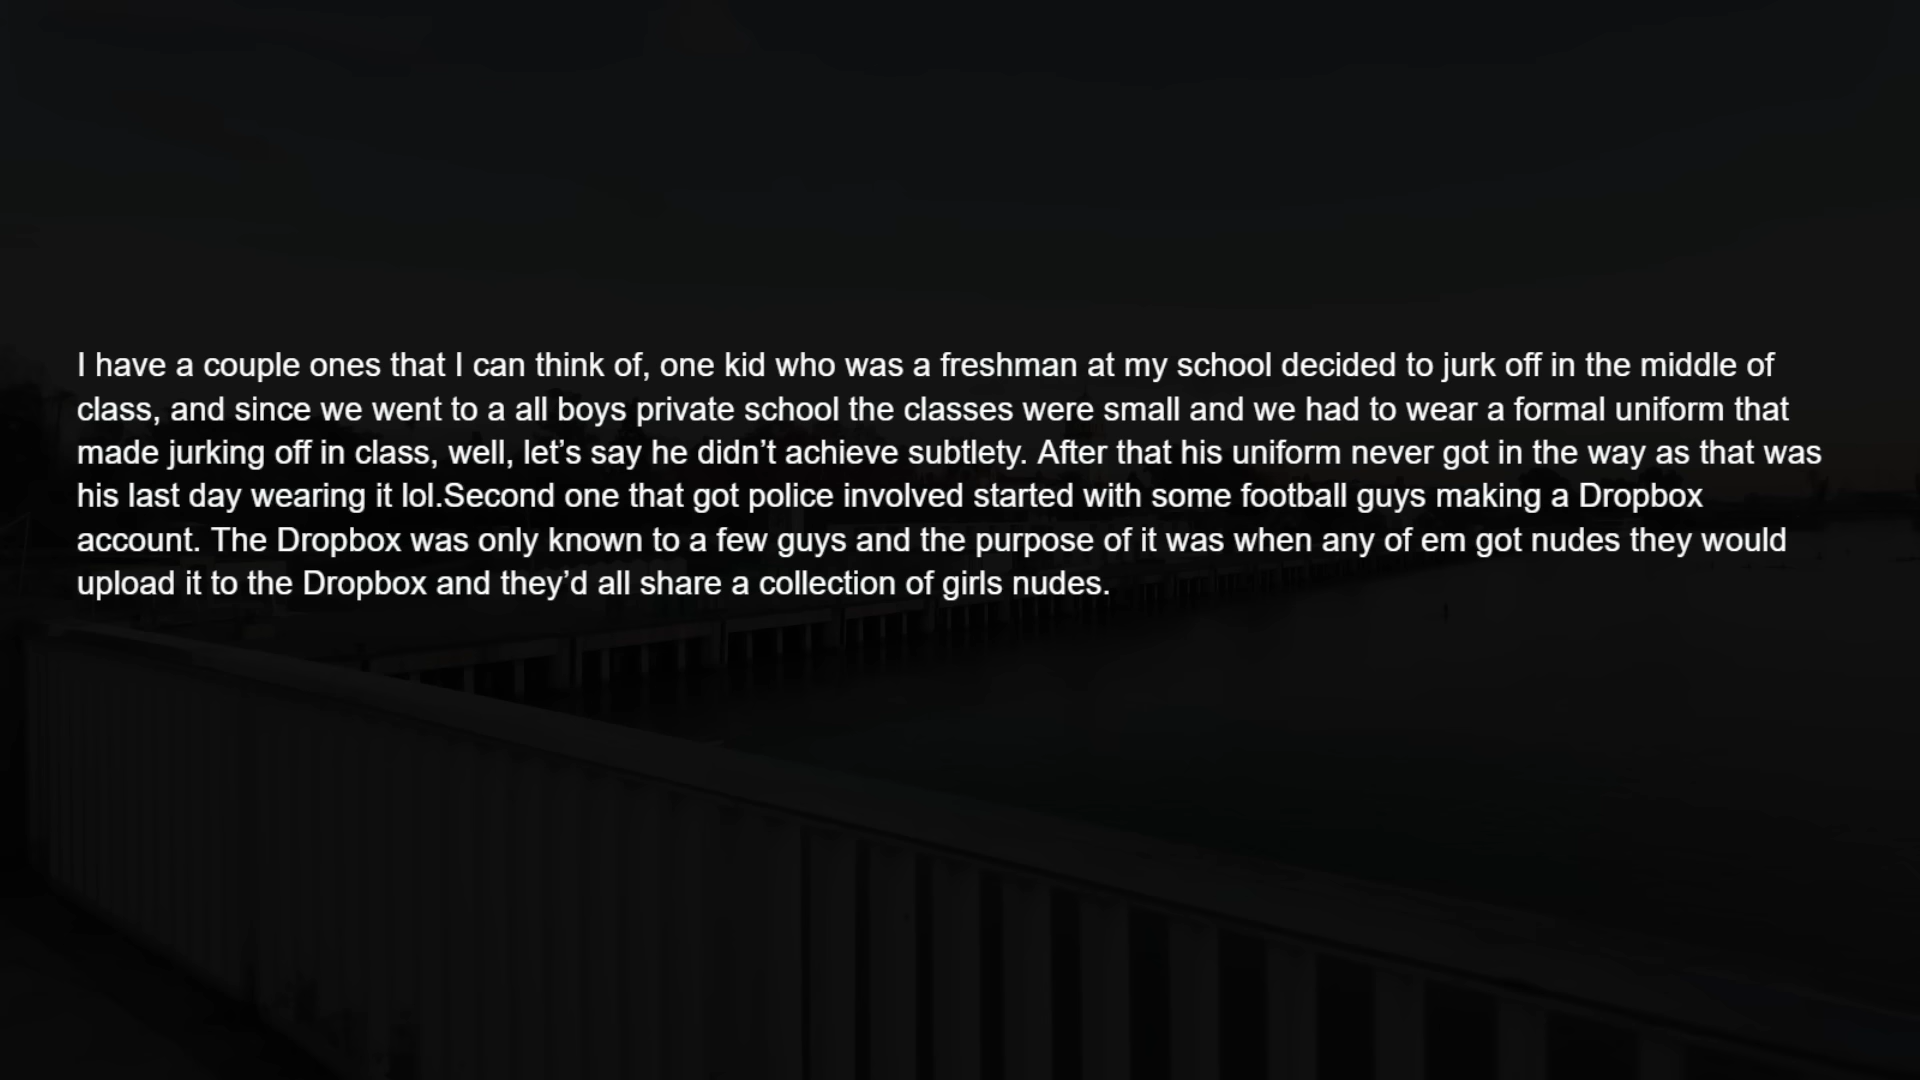 I have a couple ones that I can think of, one kid who was a freshman at my school decided to jurk off in the middle of
class, and since we went to a all boys private school the classes were small and we had to wear a formal uniform that
made jurking off in class, well, let’s say he didn’t achieve subtlety. After that his uniform never got in the way as that was
his last day wearing it lol.Second one that got police involved started with some football guys making a Dropbox
account. The Dropbox was only known to a few guys and the purpose of it was when any of em got nudes they would
upload it to the Dropbox and they’d all share a collection of girls nudes.